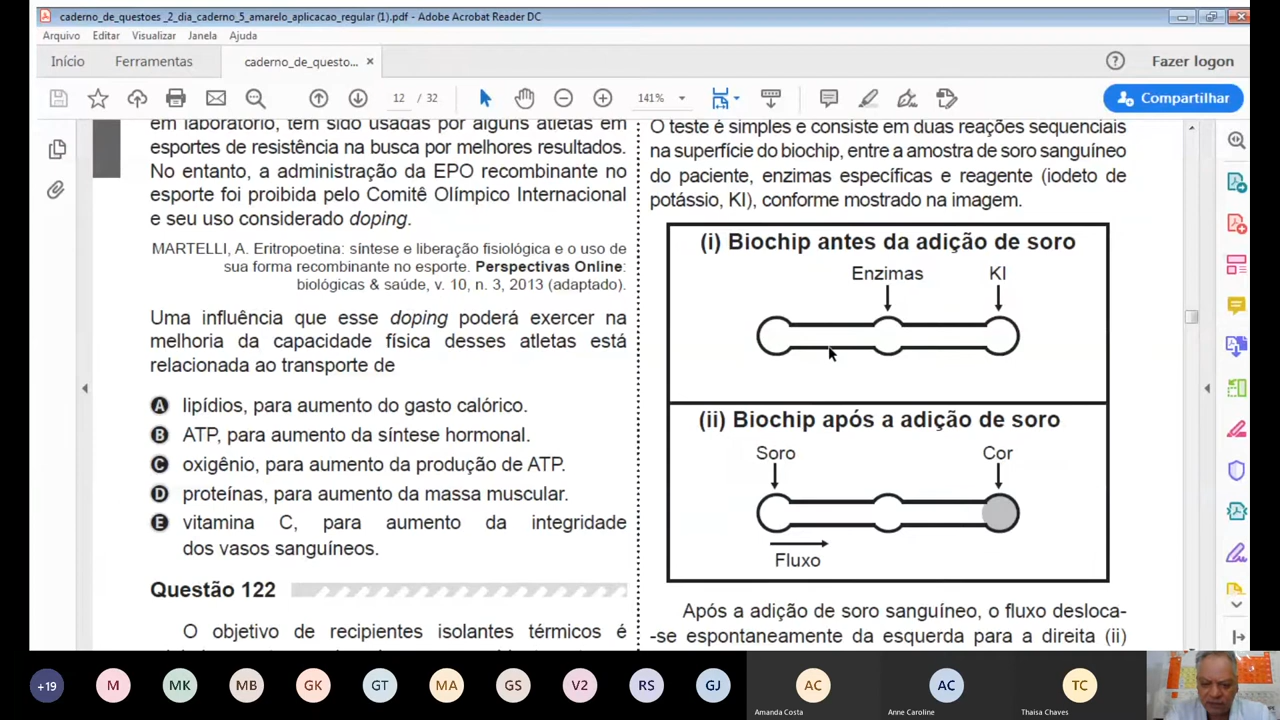 caderno_de_questoes _2_dia_caderno_5_amarelo_aplicacao_regular (1).pdf - Adobe Acrobat Reader DC
Arquivo Editar Visualizar Janela Ajuda
Início Ferramentas caderno_de_questo... × Fazer logon
12 / 32 141% Compartilhar
em laboratório, têm sido usadas por alguns atletas em
esportes de resistência na busca por melhores resultados.
No entanto, a administração da EPO recombinante no
esporte foi proibida pelo Comitê Olímpico Internacional
e seu uso considerado doping.
MARTELLI, A. Eritropoetina: síntese e liberação fisiológica e o uso de
sua forma recombinante no esporte. Perspectivas Online:
biológicas & saúde, v. 10, n. 3, 2013 (adaptado).
Uma influência que esse doping poderá exercer na
melhoria da capacidade física desses atletas está
relacionada ao transporte de
A lipídios, para aumento do gasto calórico.
B ATP, para aumento da síntese hormonal.
C oxigênio, para aumento da produção de ATP.
D proteínas, para aumento da massa muscular.
E vitamina C, para aumento da integridade
dos vasos sanguíneos.
Questão 122
O objetivo de recipientes isolantes térmicos é
O teste é simples e consiste em duas reações sequenciais
na superfície do biochip, entre a amostra de soro sanguíneo
do paciente, enzimas específicas e reagente (iodeto de
potássio, KI), conforme mostrado na imagem.
(i) Biochip antes da adição de soro
Enzimas KI
(ii) Biochip após a adição de soro
Soro Cor
Fluxo
Após a adição de soro sanguíneo, o fluxo desloca-
-se espontaneamente da esquerda para a direita (ii)
+19 M MK MB GK GT MA GS V2 RS GJ AC AC TC
Amanda Costa Anne Caroline Thaisa Chaves